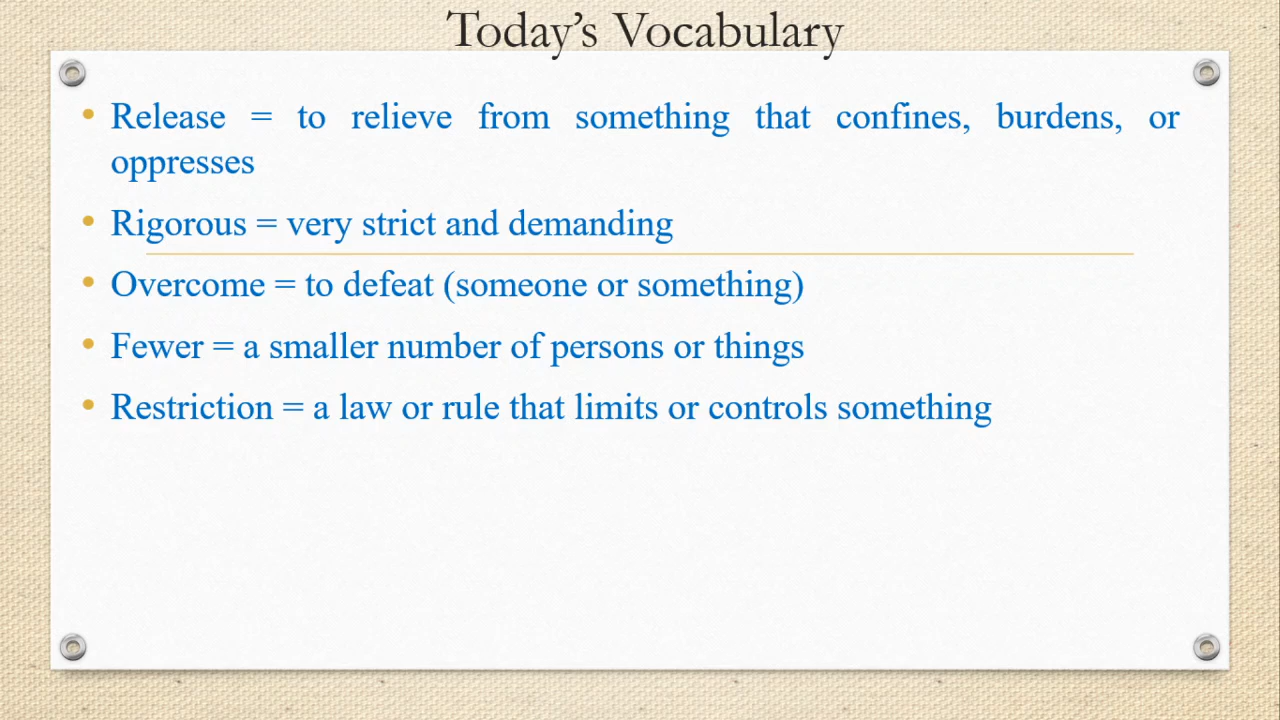 Today’s Vocabulary
• Release = to relieve from something that confines, burdens, or
oppresses
• Rigorous = very strict and demanding
• Overcome = to defeat (someone or something)
• Fewer = a smaller number of persons or things
• Restriction = a law or rule that limits or controls something